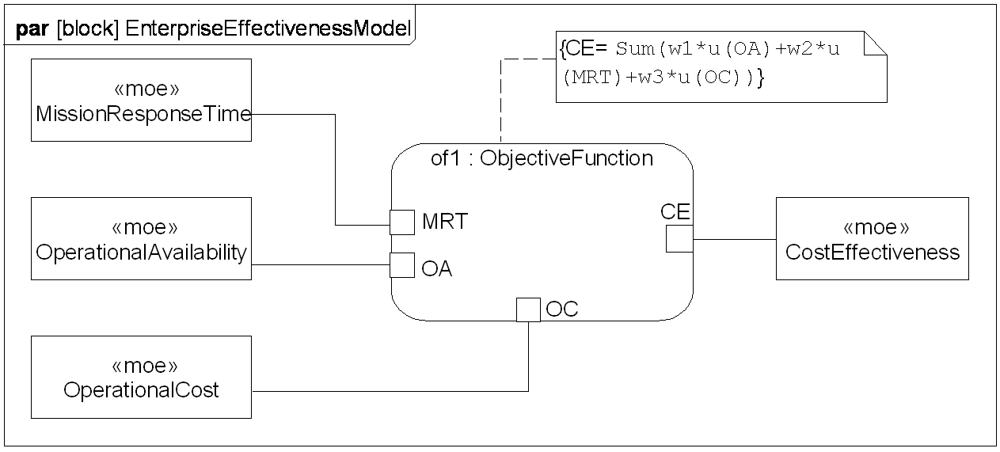 par [block] EnterpriseEffectivenessModel
{CE= Sum(w1*u(OA)+w2*u
(MRT)+w3*u(OC))}
«moe»
MissionResponseTime
of1 : ObjectiveFunction
MRT
CE
«moe»
OperationalAvailability
OA
«moe»
CostEffectiveness
OC
«moe»
OperationalCost